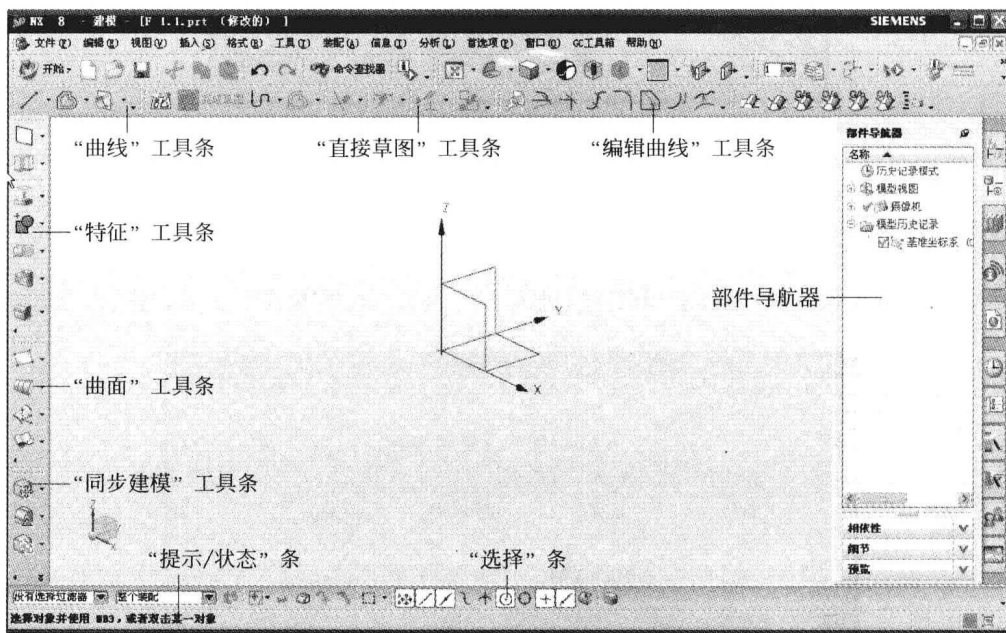 NX 8 - 建模 - [F 1.1.prt （修改的） ]
SIEMENS
文件(F) 编辑(E) 视图(V) 插入(S) 格式(R) 工具(T) 装配(A) 信息(I) 分析(L) 首选项(P) 窗口(O) GC工具箱 帮助(H)
开始
命令查找器
“曲线”工具条
“直接草图”工具条
“编辑曲线”工具条
部件导航器
名称
历史记录模式
模型视图
摄像机
模型历史记录
基准坐标系
“特征”工具条
Z
Y
X
部件导航器
“曲面”工具条
“同步建模”工具条
Z
X
“提示/状态”条
“选择”条
相依性
细节
预览
没有选择过滤器
整个装配
选择对象并使用 MB3，或者双击某一对象